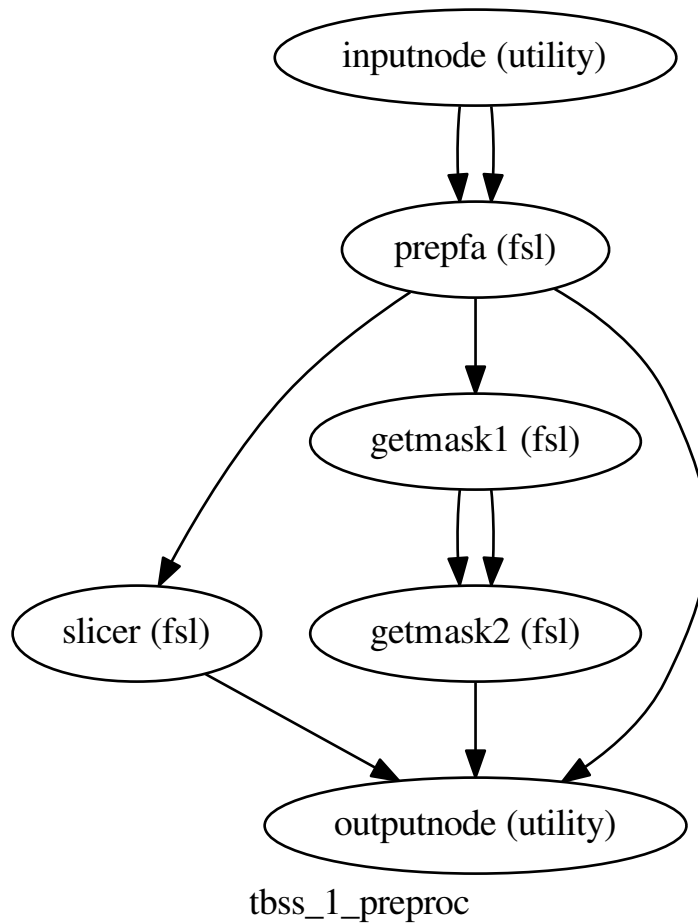 inputnode (utility)
prepfa (fsl)
getmask1 (fsl)
slicer (fsl)
getmask2 (fsl)
outputnode (utility)
tbss_1_preproc